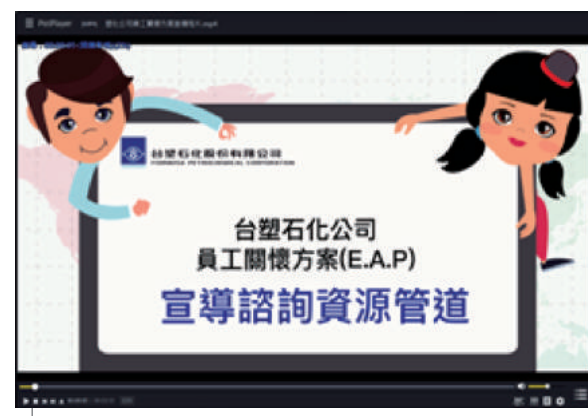 PotPlayer
台塑石化股份有限公司
FORMOSA PETROCHEMICAL CORPORATION
台塑石化公司
員工關懷方案(E.A.P)
宣導諮詢資源管道